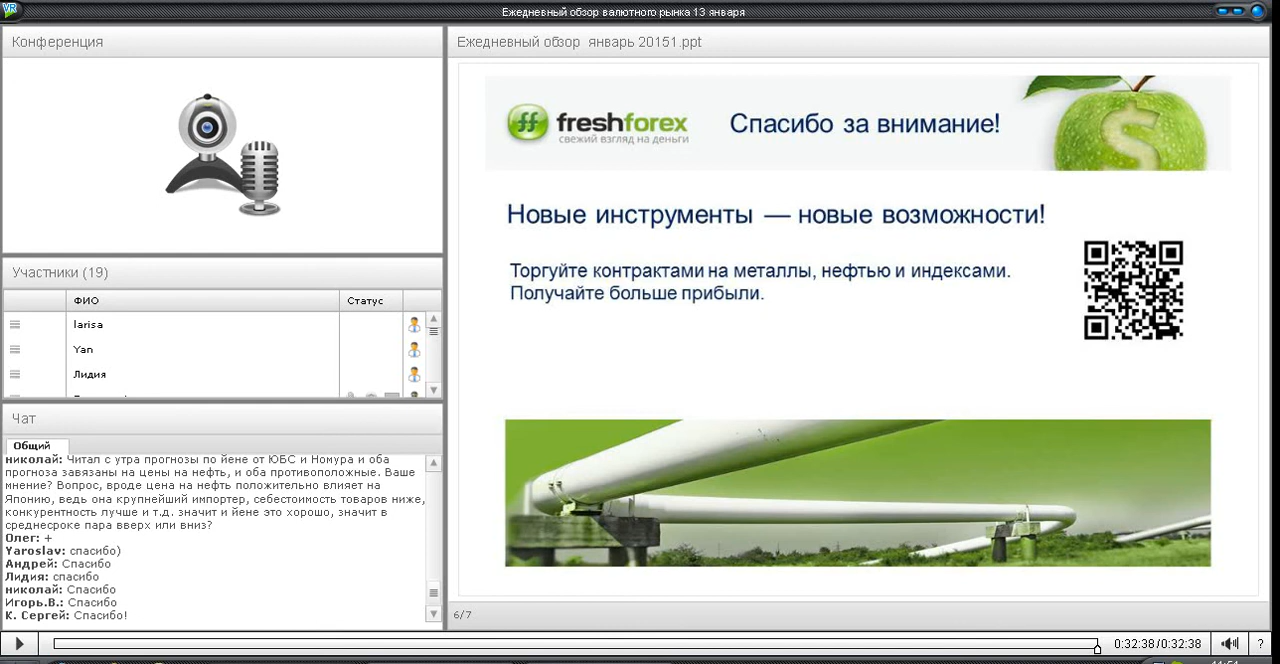 VR
Ежедневный обзор валютного рынка 13 января
Конференция
Участники (19)
ФИО
Статус
larisa
Yan
Лидия
Чат
Общий
николай: Читал с утра прогнозы по йене от ЮБС и Номура и оба
прогноза завязаны на цены на нефть, и оба противоположные. Ваше
мнение? Вопрос, вроде цена на нефть положительно влияет на
Японию, ведь она крупнейший импортер, себестоимость товаров ниже,
конкурентность лучше и т.д. значит и йене это хорошо, значит в
среднесроке пара вверх или вниз?
Олег: +
Yaroslav: спасибо)
Андрей: Спасибо
Лидия: спасибо
николай: Спасибо
Игорь.В.: Спасибо
К. Сергей: Спасибо!
Ежедневный обзор январь 20151.ppt
ff freshforex
свежий взгляд на деньги
Спасибо за внимание!
Новые инструменты — новые возможности!
Торгуйте контрактами на металлы, нефтью и индексами.
Получайте больше прибыли.
6/7
0:32:38/0:32:38
?